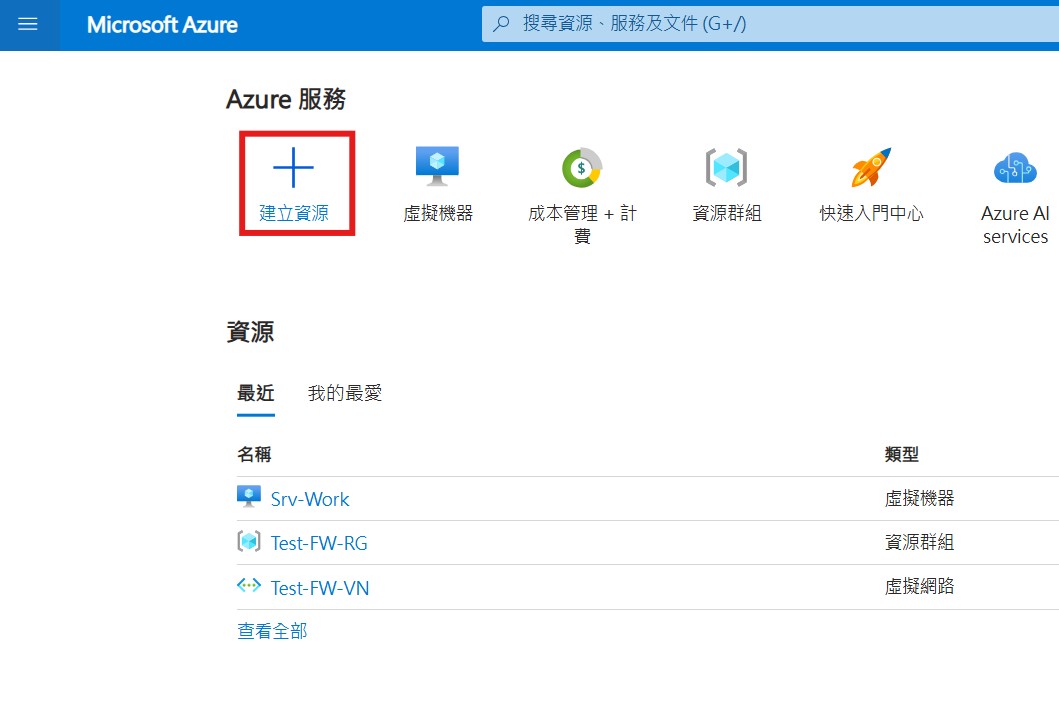 Microsoft Azure
搜尋資源、服務及文件 (G+/)
Azure 服務
建立資源
虛擬機器
成本管理 + 計
費
資源群組
快速入門中心
Azure AI
services
資源
最近
我的最愛
名稱
類型
Srv-Work
虛擬機器
Test-FW-RG
資源群組
Test-FW-VN
虛擬網路
查看全部